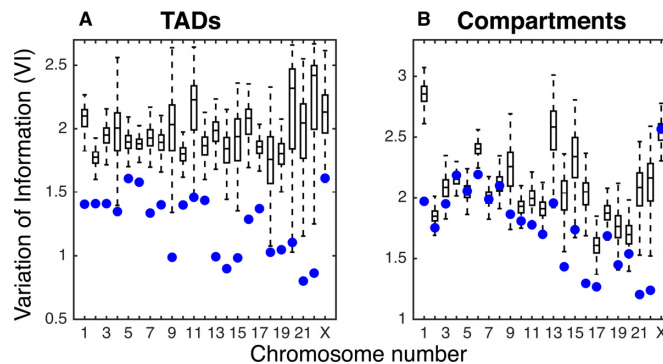 A TADs
B Compartments
Variation of Information (VI)
2.5
2
1.5
1
0.5
3
2.5
2
1.5
1
1 3 5 7 9 11 13 15 17 19 21 X
1 3 5 7 9 11 13 15 17 19 21 X
Chromosome number